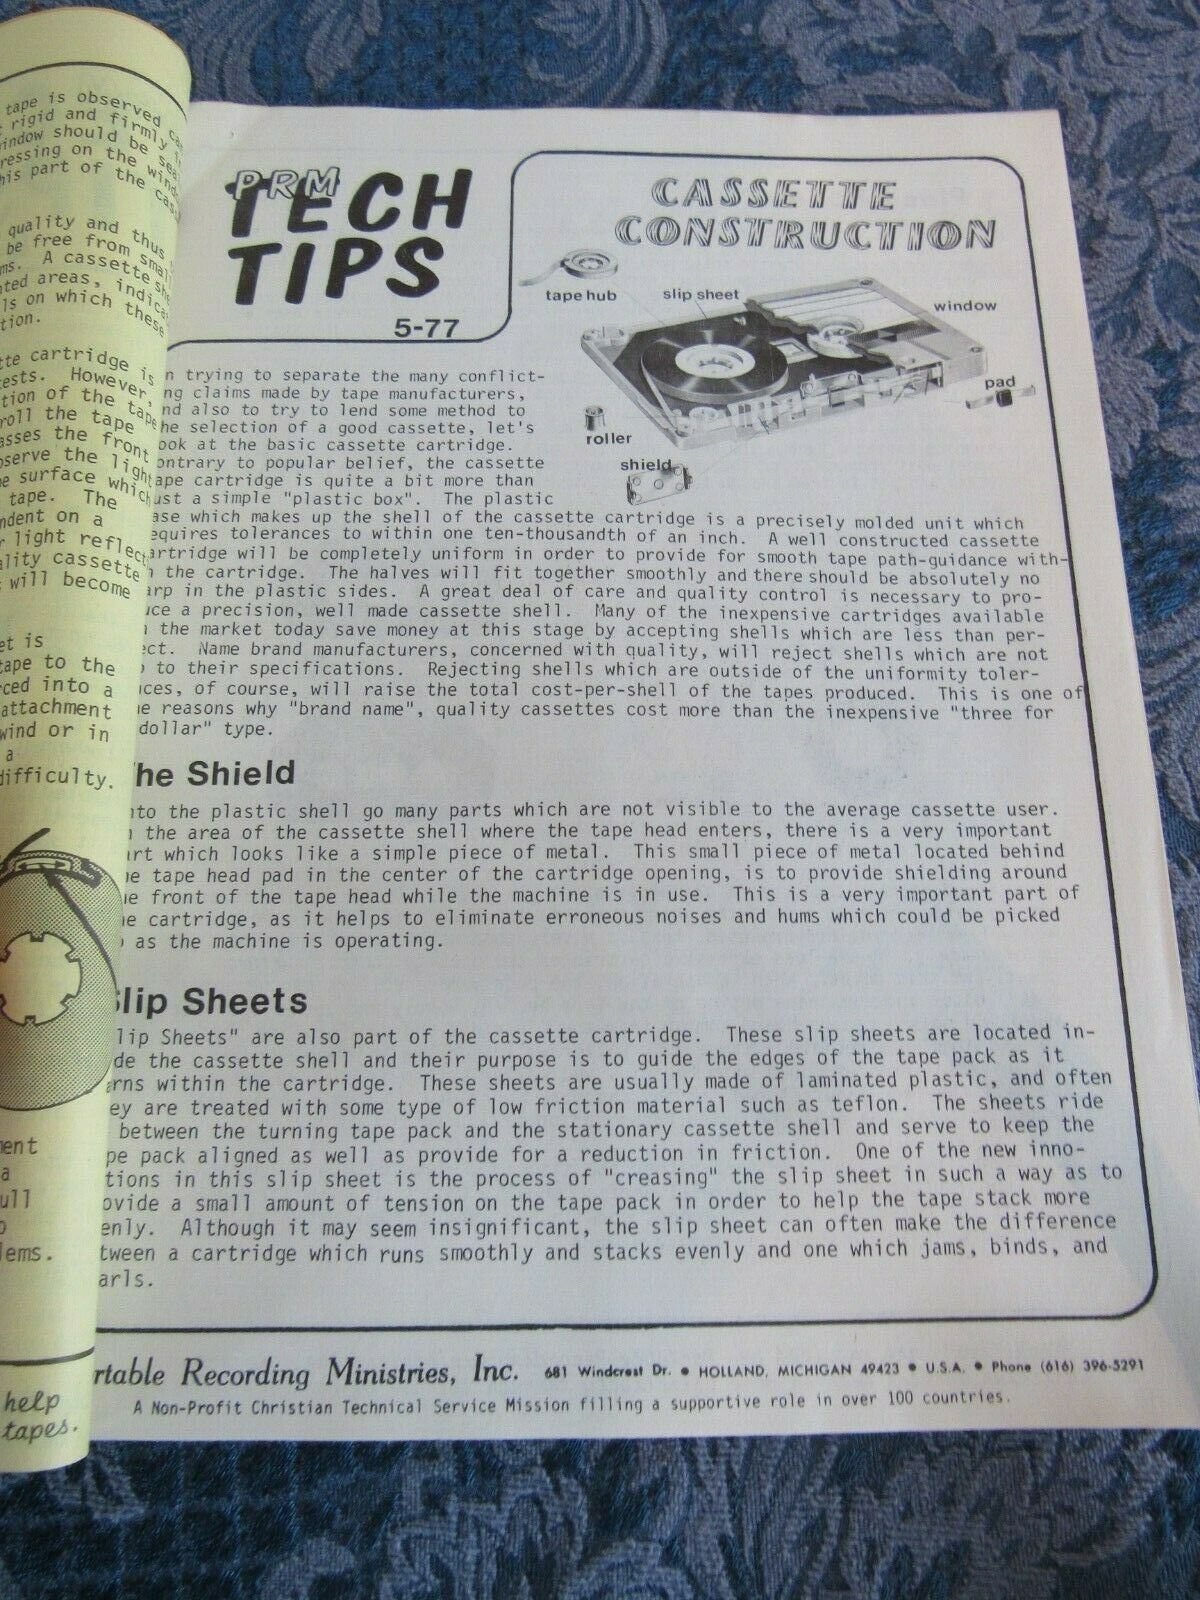 tape is observed
rigid and firmly
window should be
pressing on the
this part of the
quality and thus
be free from small
A cassette
areas,
on which these
cartridge is
tests. However,
of the tape
roll the tape
passes the front
observe the light
surface which
tape. The
on a
light
cassette
will become
is
tape to the
into a
attachment
wind or in
a
difficulty.
a
help
tapes.
PRM
TECH
TIPS
5-77
CASSETTE
CONSTRUCTION
tape hub
slip sheet
window
pad
roller
shield
n trying to separate the many conflict-
ng claims made by tape manufacturers,
nd also to try to lend some method to
he selection of a good cassette, let's
ook at the basic cassette cartridge.
ontrary to popular belief, the cassette
ape cartridge is quite a bit more than
ust a simple "plastic box". The plastic
ase which makes up the shell of the cassette cartridge is a precisely molded unit which
equires tolerances to within one ten-thousandth of an inch. A well constructed cassette
artridge will be completely uniform in order to provide for smooth tape path-guidance with-
n the cartridge. The halves will fit together smoothly and there should be absolutely no
arp in the plastic sides. A great deal of care and quality control is necessary to pro-
uce a precision, well made cassette shell. Many of the inexpensive cartridges available
n the market today save money at this stage by accepting shells which are less than per-
ect. Name brand manufacturers, concerned with quality, will reject shells which are not
o to their specifications. Rejecting shells which are outside of the uniformity toler-
nces, of course, will raise the total cost-per-shell of the tapes produced. This is one of
e reasons why "brand name", quality cassettes cost more than the inexpensive "three for
dollar" type.
he Shield
nto the plastic shell go many parts which are not visible to the average cassette user.
n the area of the cassette shell where the tape head enters, there is a very important
art which looks like a simple piece of metal. This small piece of metal located behind
he tape head pad in the center of the cartridge opening, is to provide shielding around
he front of the tape head while the machine is in use. This is a very important part of
he cartridge, as it helps to eliminate erroneous noises and hums which could be picked
p as the machine is operating.
Slip Sheets
lip Sheets" are also part of the cassette cartridge. These slip sheets are located in-
de the cassette shell and their purpose is to guide the edges of the tape pack as it
rns within the cartridge. These sheets are usually made of laminated plastic, and often
ey are treated with some type of low friction material such as teflon. The sheets ride
between the turning tape pack and the stationary cassette shell and serve to keep the
pe pack aligned as well as provide for a reduction in friction. One of the new inno-
tions in this slip sheet is the process of "creasing" the slip sheet in such a way as to
ovide a small amount of tension on the tape pack in order to help the tape stack more
enly. Although it may seem insignificant, the slip sheet can often make the difference
tween a cartridge which runs smoothly and stacks evenly and one which jams, binds, and
arls.
rtable Recording Ministries, Inc. 681 Windcrest Dr. • HOLLAND, MICHIGAN 49423 • U.S.A. • Phone (616) 396-5291
A Non-Profit Christian Technical Service Mission filling a supportive role in over 100 countries.